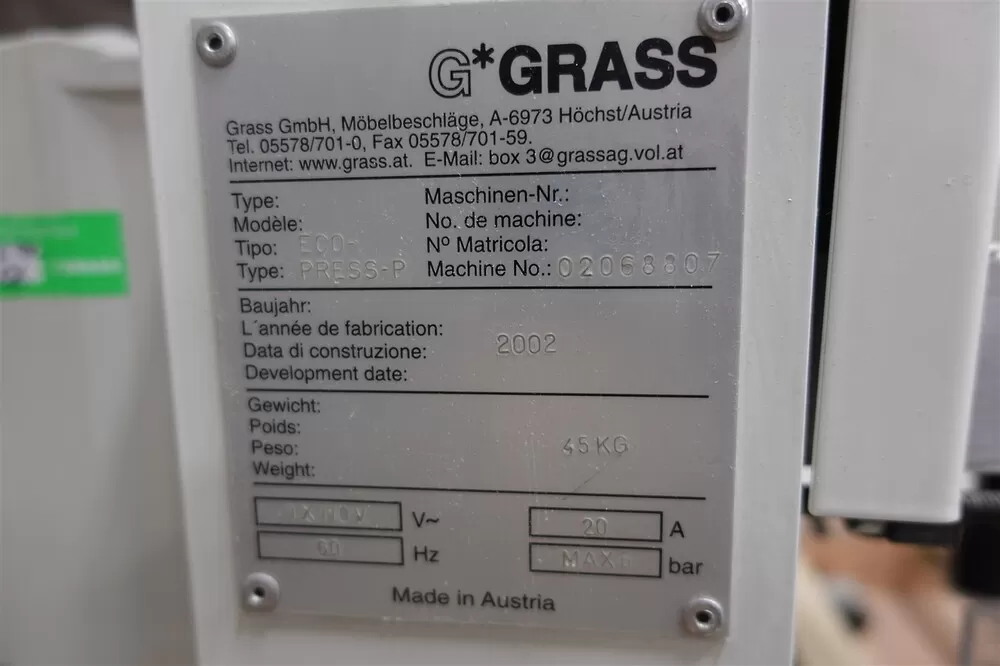 G*GRASS
Grass GmbH, Möbelbeschläge, A-6973 Höchst/Austria
Tel. 05578/701-0, Fax 05578/701-59.
Internet: www.grass.at. E-Mail: box 3@grassag.vol.at
Type: Maschinen-Nr.:
Modèle: No. de machine:
Tipo: ECO- Nº Matricola:
Type: PRESS-P Machine No.: 02068807
Baujahr:
L´année de fabrication:
Data di construzione: 2002
Development date:
Gewicht:
Poids:
Peso: 45KG
Weight:
1X110V V~ 20 A
60 Hz MAX6 bar
Made in Austria